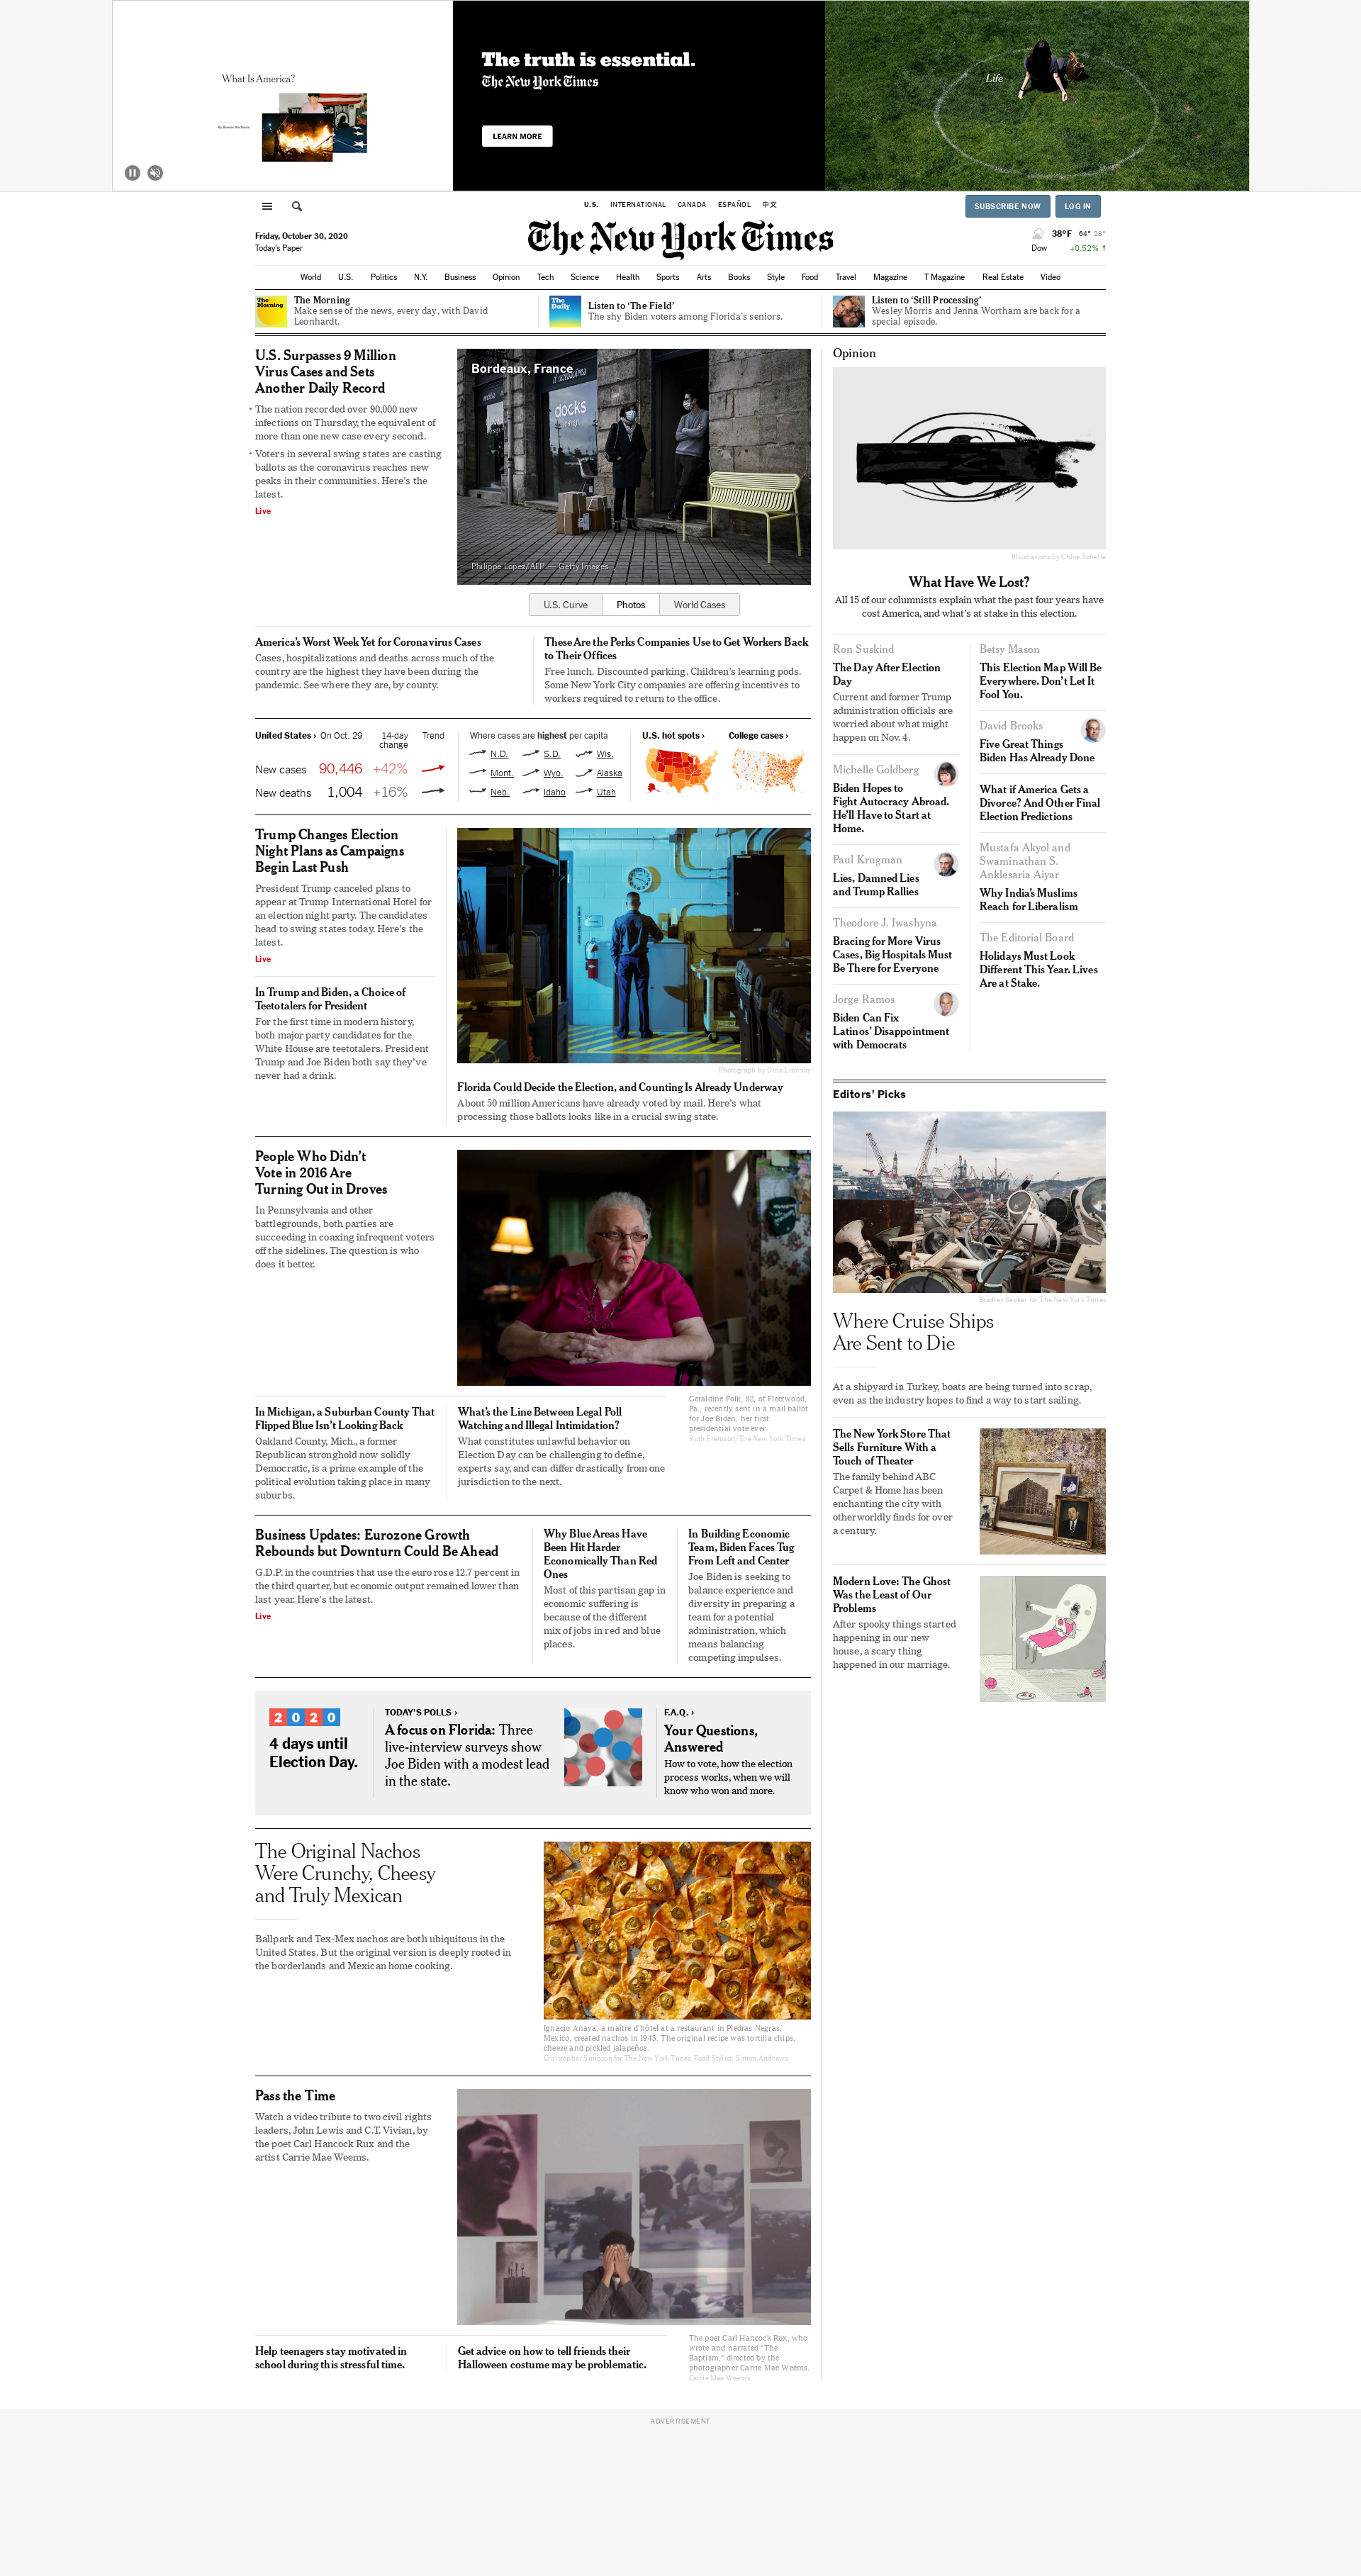 What Is America?
The truth is essential.
The New York Times
LEARN MORE
Life
U.S. INTERNATIONAL CANADA ESPAÑOL 中文
SUBSCRIBE NOW LOG IN
Friday, October 30, 2020
Today's Paper
The New York Times
38°F 64° 28°
Dow +0.52%
World U.S. Politics N.Y. Business Opinion Tech Science Health Sports Arts Books Style Food Travel Magazine T Magazine Real Estate Video
The Morning
The Morning
Make sense of the news, every day, with David
Leonhardt.
The Daily
Listen to ‘The Field’
The shy Biden voters among Florida’s seniors.
Listen to ‘Still Processing’
Wesley Morris and Jenna Wortham are back for a
special episode.
U.S. Surpasses 9 Million
Virus Cases and Sets
Another Daily Record
• The nation recorded over 90,000 new
infections on Thursday, the equivalent of
more than one new case every second.
• Voters in several swing states are casting
ballots as the coronavirus reaches new
peaks in their communities. Here’s the
latest.
Live
Bordeaux, France
docks
Philippe Lopez/AFP — Getty Images
U.S. Curve Photos World Cases
America’s Worst Week Yet for Coronavirus Cases
Cases, hospitalizations and deaths across much of the
country are the highest they have been during the
pandemic. See where they are, by county.
These Are the Perks Companies Use to Get Workers Back
to Their Offices
Free lunch. Discounted parking. Children’s learning pods.
Some New York City companies are offering incentives to
workers required to return to the office.
United States › On Oct. 29 14-day
change Trend
New cases 90,446 +42%
New deaths 1,004 +16%
Where cases are highest per capita
N.D. S.D. Wis.
Mont. Wyo. Alaska
Neb. Idaho Utah
U.S. hot spots › College cases ›
Trump Changes Election
Night Plans as Campaigns
Begin Last Push
President Trump canceled plans to
appear at Trump International Hotel for
an election night party. The candidates
head to swing states today. Here’s the
latest.
Live
In Trump and Biden, a Choice of
Teetotalers for President
For the first time in modern history,
both major party candidates for the
White House are teetotalers. President
Trump and Joe Biden both say they’ve
never had a drink.
Photograph by Dina Litovsky
Florida Could Decide the Election, and Counting Is Already Underway
About 50 million Americans have already voted by mail. Here’s what
processing those ballots looks like in a crucial swing state.
People Who Didn’t
Vote in 2016 Are
Turning Out in Droves
In Pennsylvania and other
battlegrounds, both parties are
succeeding in coaxing infrequent voters
off the sidelines. The question is who
does it better.
Geraldine Folk, 82, of Fleetwood,
Pa., recently sent in a mail ballot
for Joe Biden, her first
presidential vote ever.
Ruth Fremson/The New York Times
In Michigan, a Suburban County That
Flipped Blue Isn’t Looking Back
Oakland County, Mich., a former
Republican stronghold now solidly
Democratic, is a prime example of the
political evolution taking place in many
suburbs.
What’s the Line Between Legal Poll
Watching and Illegal Intimidation?
What constitutes unlawful behavior on
Election Day can be challenging to define,
experts say, and can differ drastically from one
jurisdiction to the next.
Business Updates: Eurozone Growth
Rebounds but Downturn Could Be Ahead
G.D.P. in the countries that use the euro rose 12.7 percent in
the third quarter, but economic output remained lower than
last year. Here’s the latest.
Live
Why Blue Areas Have
Been Hit Harder
Economically Than Red
Ones
Most of this partisan gap in
economic suffering is
because of the different
mix of jobs in red and blue
places.
In Building Economic
Team, Biden Faces Tug
From Left and Center
Joe Biden is seeking to
balance experience and
diversity in preparing a
team for a potential
administration, which
means balancing
competing impulses.
2020
4 days until
Election Day.
TODAY’S POLLS ›
A focus on Florida: Three
live-interview surveys show
Joe Biden with a modest lead
in the state.
F.A.Q. ›
Your Questions,
Answered
How to vote, how the election
process works, when we will
know who won and more.
The Original Nachos
Were Crunchy, Cheesy
and Truly Mexican
Ballpark and Tex-Mex nachos are both ubiquitous in the
United States. But the original version is deeply rooted in
the borderlands and Mexican home cooking.
Ignacio Anaya, a maître d’hôtel at a restaurant in Piedras Negras,
Mexico, created nachos in 1943. The original recipe was tortilla chips,
cheese and pickled jalapeños.
Christopher Simpson for The New York Times. Food Stylist: Simon Andrews.
Pass the Time
Watch a video tribute to two civil rights
leaders, John Lewis and C.T. Vivian, by
the poet Carl Hancock Rux and the
artist Carrie Mae Weems.
The poet Carl Hancock Rux, who
wrote and narrated “The
Baptism,” directed by the
photographer Carrie Mae Weems.
Carrie Mae Weems
Help teenagers stay motivated in
school during this stressful time.
Get advice on how to tell friends their
Halloween costume may be problematic.
Opinion
Illustrations by Chloe Scheffe
What Have We Lost?
All 15 of our columnists explain what the past four years have
cost America, and what’s at stake in this election.
Ron Suskind
The Day After Election
Day
Current and former Trump
administration officials are
worried about what might
happen on Nov. 4.
Michelle Goldberg
Biden Hopes to
Fight Autocracy Abroad.
He’ll Have to Start at
Home.
Paul Krugman
Lies, Damned Lies
and Trump Rallies
Theodore J. Iwashyna
Bracing for More Virus
Cases, Big Hospitals Must
Be There for Everyone
Jorge Ramos
Biden Can Fix
Latinos’ Disappointment
with Democrats
Betsy Mason
This Election Map Will Be
Everywhere. Don’t Let It
Fool You.
David Brooks
Five Great Things
Biden Has Already Done
What if America Gets a
Divorce? And Other Final
Election Predictions
Mustafa Akyol and
Swaminathan S.
Anklesaria Aiyar
Why India’s Muslims
Reach for Liberalism
The Editorial Board
Holidays Must Look
Different This Year. Lives
Are at Stake.
Editors’ Picks
Bradley Secker for The New York Times
Where Cruise Ships
Are Sent to Die
At a shipyard in Turkey, boats are being turned into scrap,
even as the industry hopes to find a way to start sailing.
The New York Store That
Sells Furniture With a
Touch of Theater
The family behind ABC
Carpet & Home has been
enchanting the city with
otherworldly finds for over
a century.
Modern Love: The Ghost
Was the Least of Our
Problems
After spooky things started
happening in our new
house, a scary thing
happened in our marriage.
ADVERTISEMENT